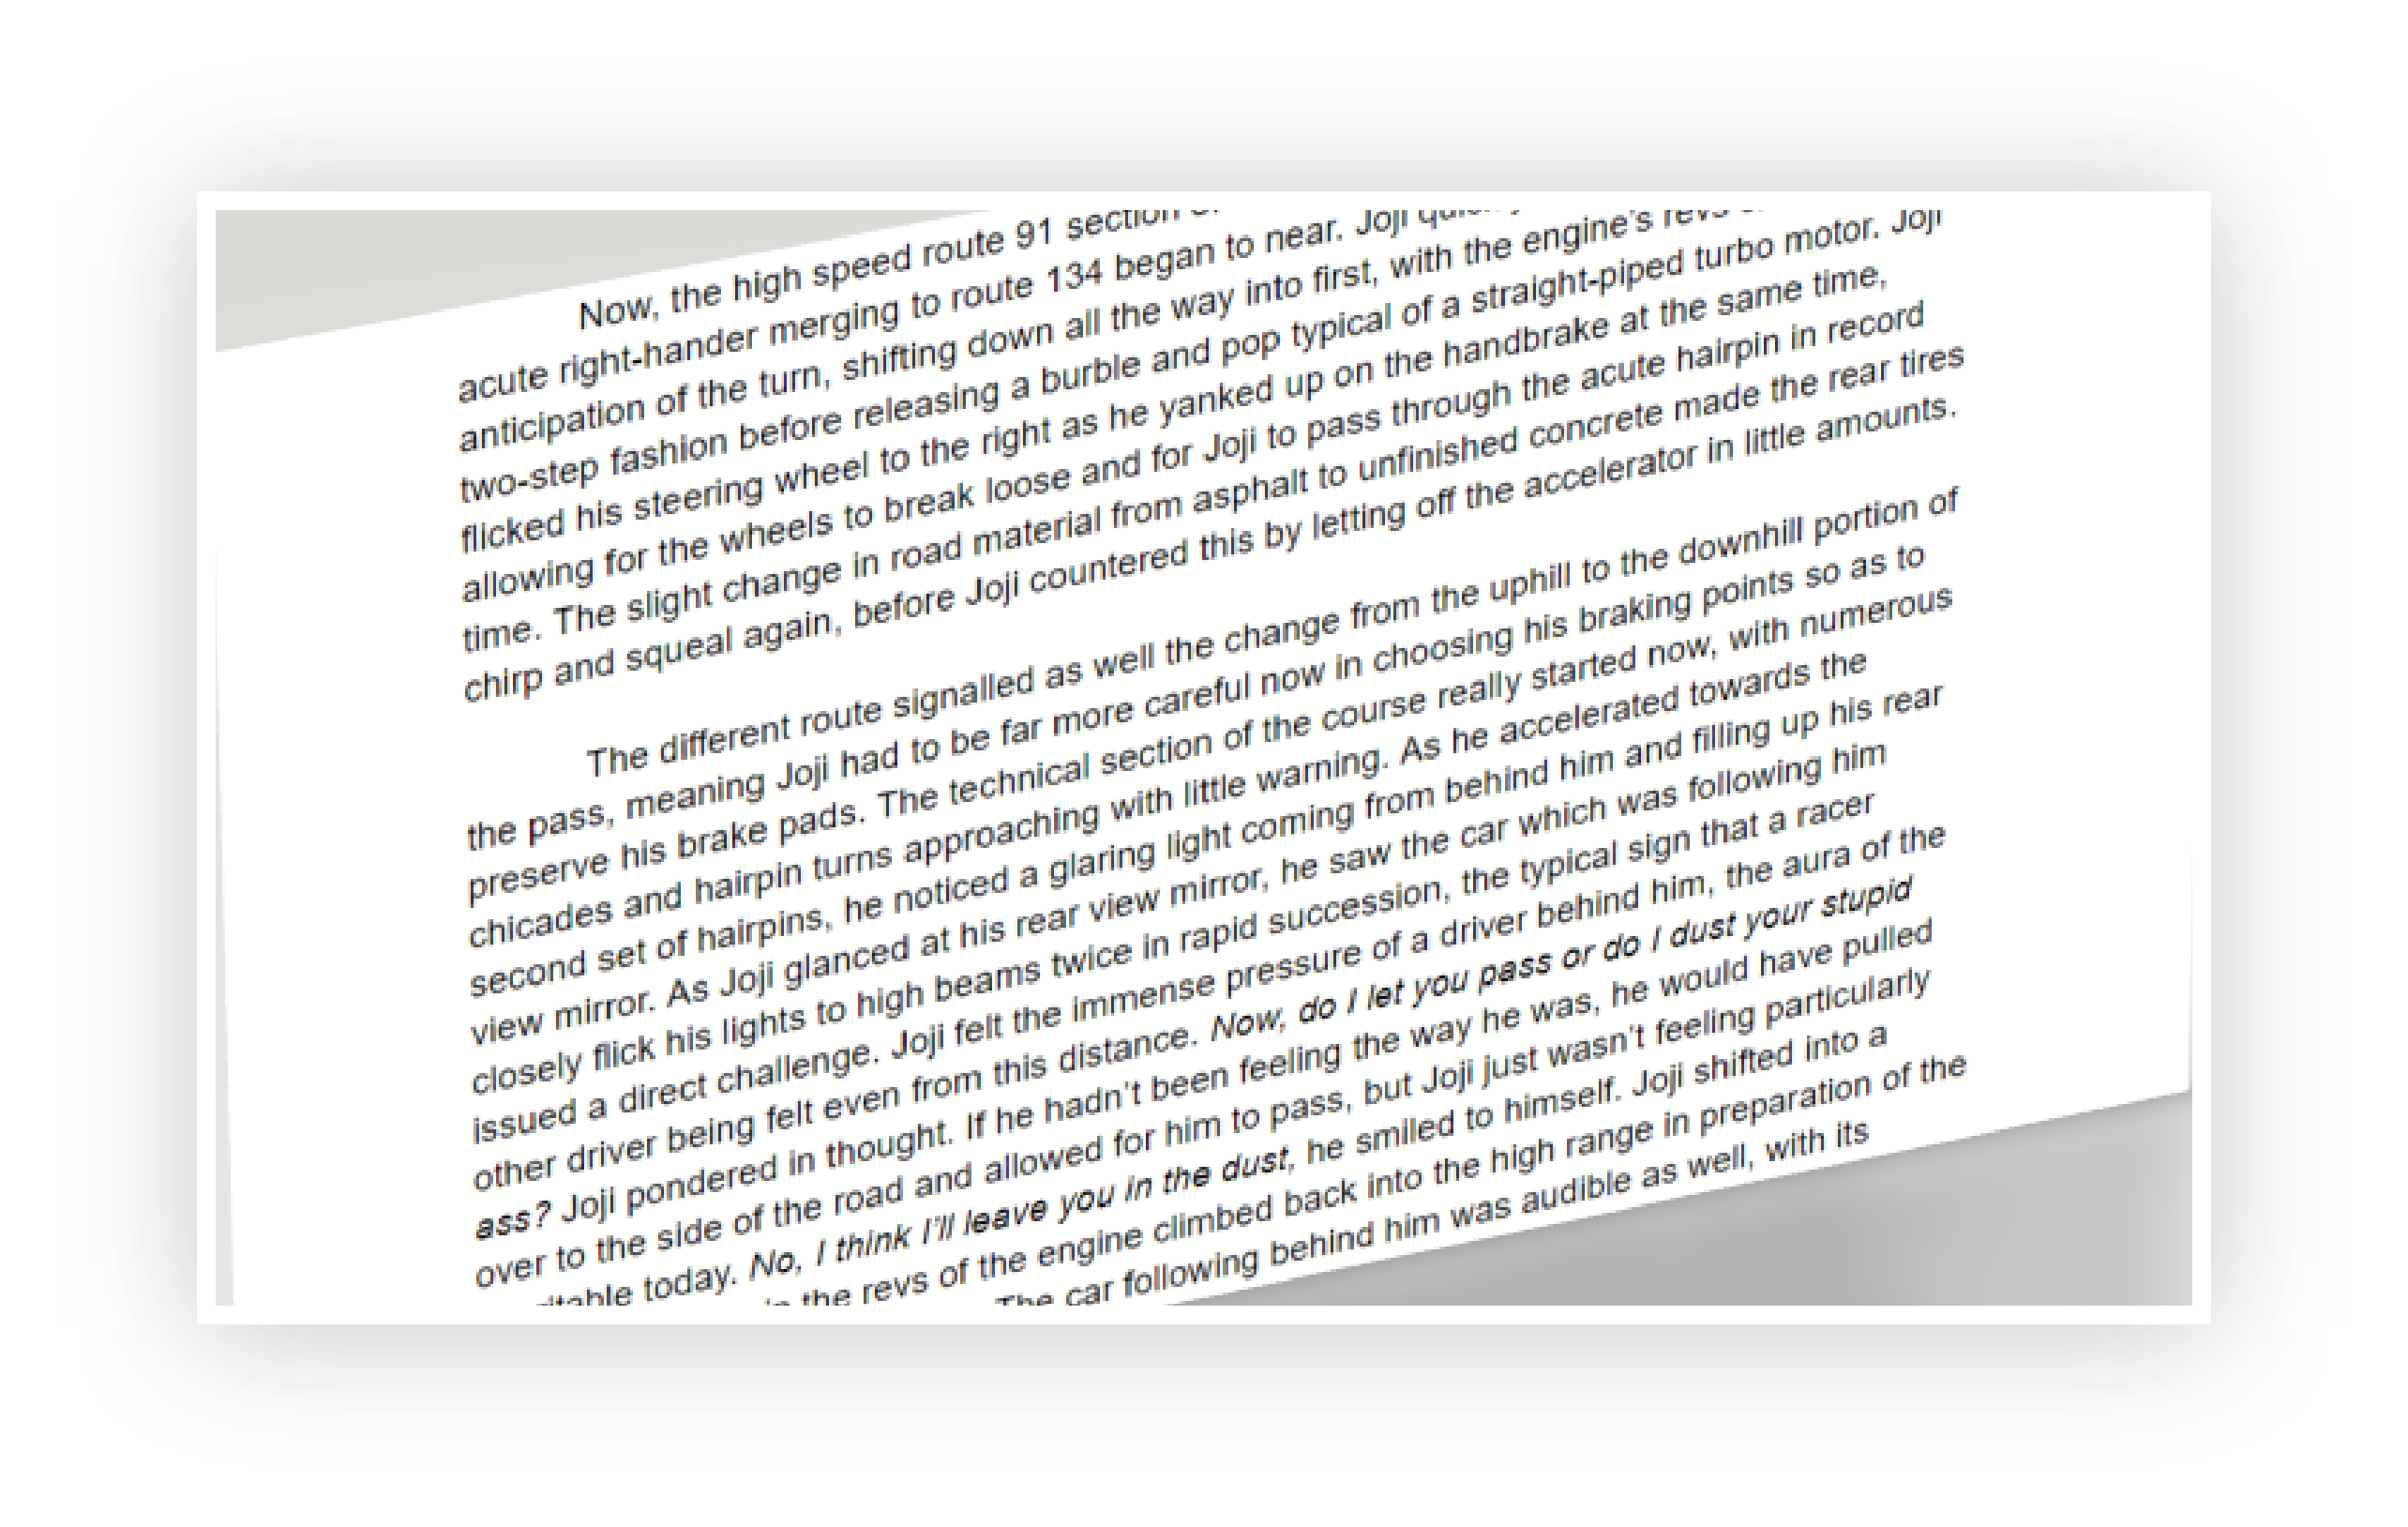 Now, the high speed route 91 section
acute right-hander merging to route 134 began to near. Joji
anticipation of the turn, shifting down all the way into first, with the engine's revs
two-step fashion before releasing a burble and pop typical of a straight-piped turbo motor. Joji
flicked his steering wheel to the right as he yanked up on the handbrake at the same time,
allowing for the wheels to break loose and for Joji to pass through the acute hairpin in record
time. The slight change in road material from asphalt to unfinished concrete made the rear tires
chirp and squeal again, before Joji countered this by letting off the accelerator in little amounts.
The different route signalled as well the change from the uphill to the downhill portion of
the pass, meaning Joji had to be far more careful now in choosing his braking points so as to
preserve his brake pads. The technical section of the course really started now, with numerous
chicades and hairpin turns approaching with little warning. As he accelerated towards the
second set of hairpins, he noticed a glaring light coming from behind him and filling up his rear
view mirror. As Joji glanced at his rear view mirror, he saw the car which was following him
closely flick his lights to high beams twice in rapid succession, the typical sign that a racer
issued a direct challenge. Joji felt the immense pressure of a driver behind him, the aura of the
other driver being felt even from this distance. Now, do I let you pass or do I dust your stupid
ass? Joji pondered in thought. If he hadn't been feeling the way he was, he would have pulled
over to the side of the road and allowed for him to pass, but Joji just wasn't feeling particularly
today. No, I think I'll leave you in the dust, he smiled to himself. Joji shifted into a
the revs of the engine climbed back into the high range in preparation of the
The car following behind him was audible as well, with its